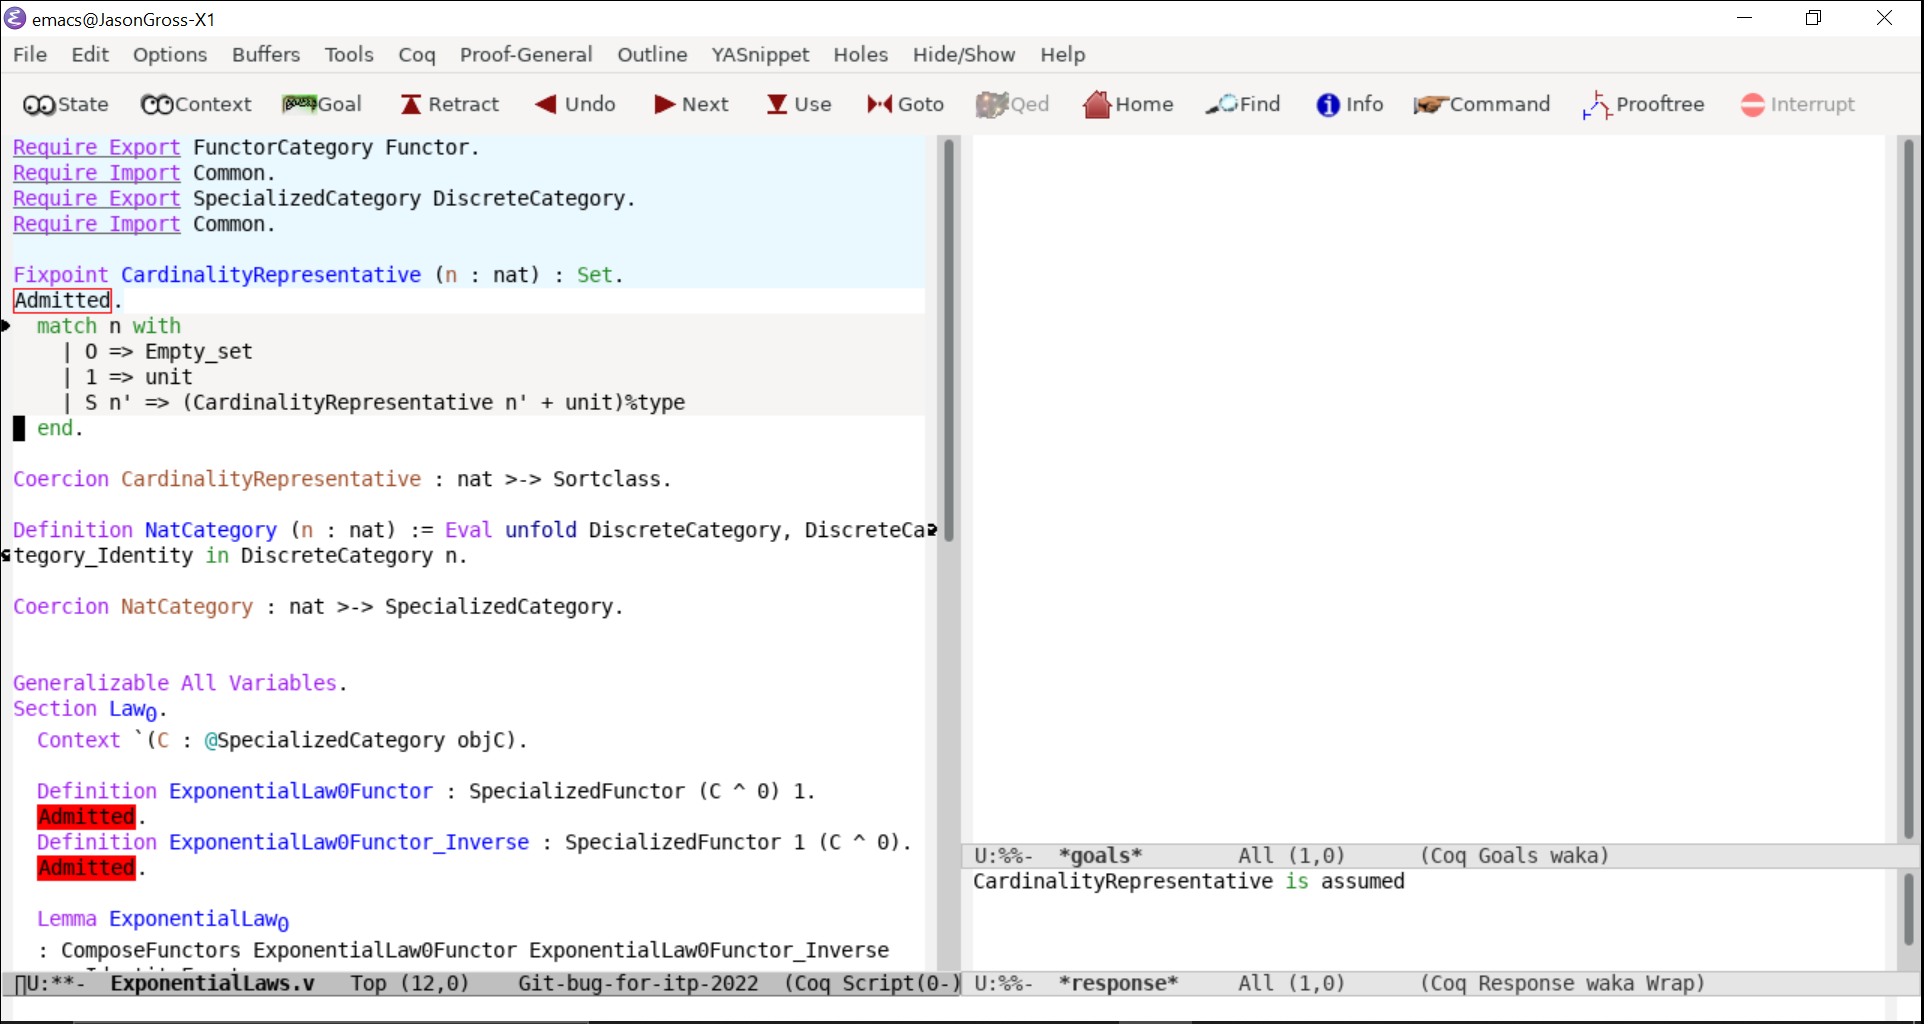 emacs@JasonGross-X1
File Edit Options Buffers Tools Coq Proof-General Outline YASnippet Holes Hide/Show Help
State Context Goal Retract Undo Next Use Goto Qed Home Find Info Command Prooftree Interrupt
Require Export FunctorCategory Functor.
Require Import Common.
Require Export SpecializedCategory DiscreteCategory.
Require Import Common.
Fixpoint CardinalityRepresentative (n : nat) : Set.
Admitted.
match n with
| O => Empty_set
| 1 => unit
| S n' => (CardinalityRepresentative n' + unit)%type
end.
Coercion CardinalityRepresentative : nat >-> Sortclass.
Definition NatCategory (n : nat) := Eval unfold DiscreteCategory, DiscreteCa
tegory_Identity in DiscreteCategory n.
Coercion NatCategory : nat >-> SpecializedCategory.
Generalizable All Variables.
Section Law0.
Context `(C : @SpecializedCategory objC).
Definition ExponentialLaw0Functor : SpecializedFunctor (C ^ 0) 1.
Admitted.
Definition ExponentialLaw0Functor_Inverse : SpecializedFunctor 1 (C ^ 0).
Admitted.
Lemma ExponentialLaw0
: ComposeFunctors ExponentialLaw0Functor ExponentialLaw0Functor_Inverse
U:**- ExponentialLaws.v Top (12,0) Git-bug-for-itp-2022 (Coq Script(0-)
U:%%- *goals* All (1,0) (Coq Goals waka)
CardinalityRepresentative is assumed
U:%%- *response* All (1,0) (Coq Response waka Wrap)